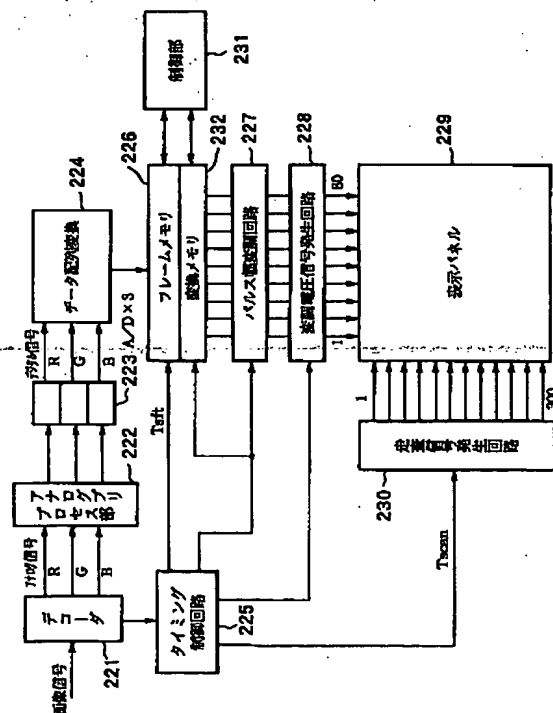 画像信号
デコーダ
221
アナログ信号
R
G
B
アナログプリ
プロセス部
222
デジタル信号
R
G
B
223
A/D×3
データ配列変換
224
タイミング
制御回路
225
Tsft
フレームメモリ
226
変換メモリ
232
制御部
231
パルス幅変調回路
227
変調電圧信号発生回路
228
1
表示パネル
229
1
200
走査信号発生回路
230
Tscan